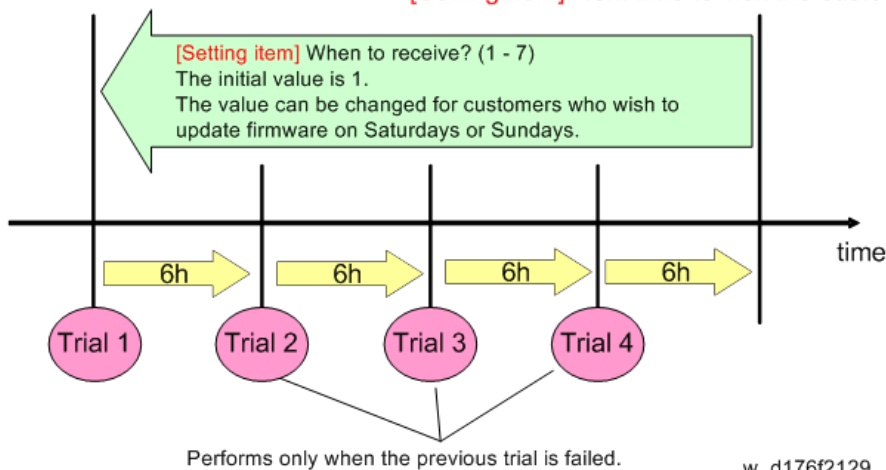 [Setting item] When to receive? (1 - 7)
The initial value is 1.
The value can be changed for customers who wish to
update firmware on Saturdays or Sundays.
time
6h 6h 6h 6h
Trial 1 Trial 2 Trial 3 Trial 4
Performs only when the previous trial is failed.
w_d176f2129